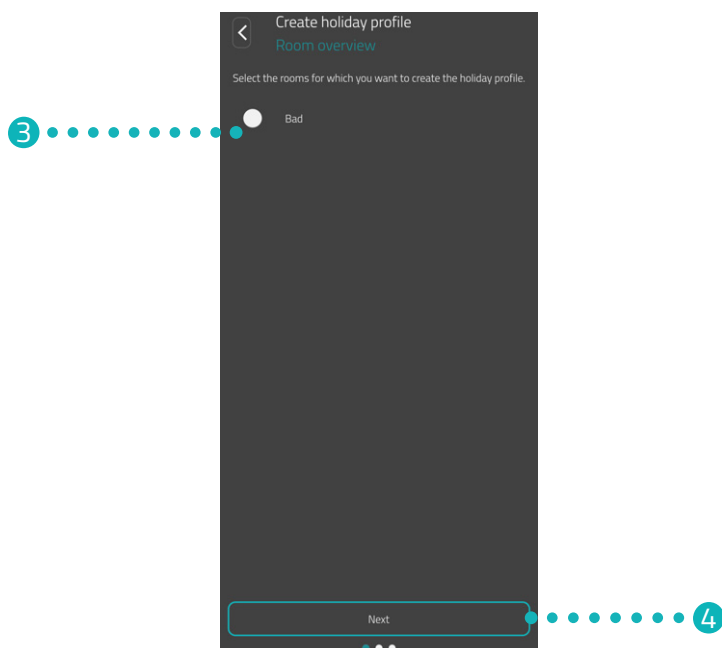 Create holiday profile
Room overview
Select the rooms for which you want to create the holiday profile.
3
Bad
Next
4